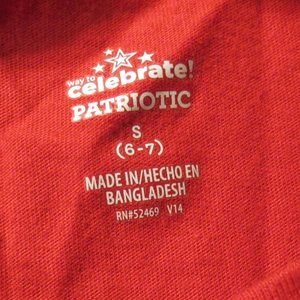 way to
celebrate!
PATRIOTIC
S
(6-7)
MADE IN/HECHO EN
BANGLADESH
RN#52469 V14